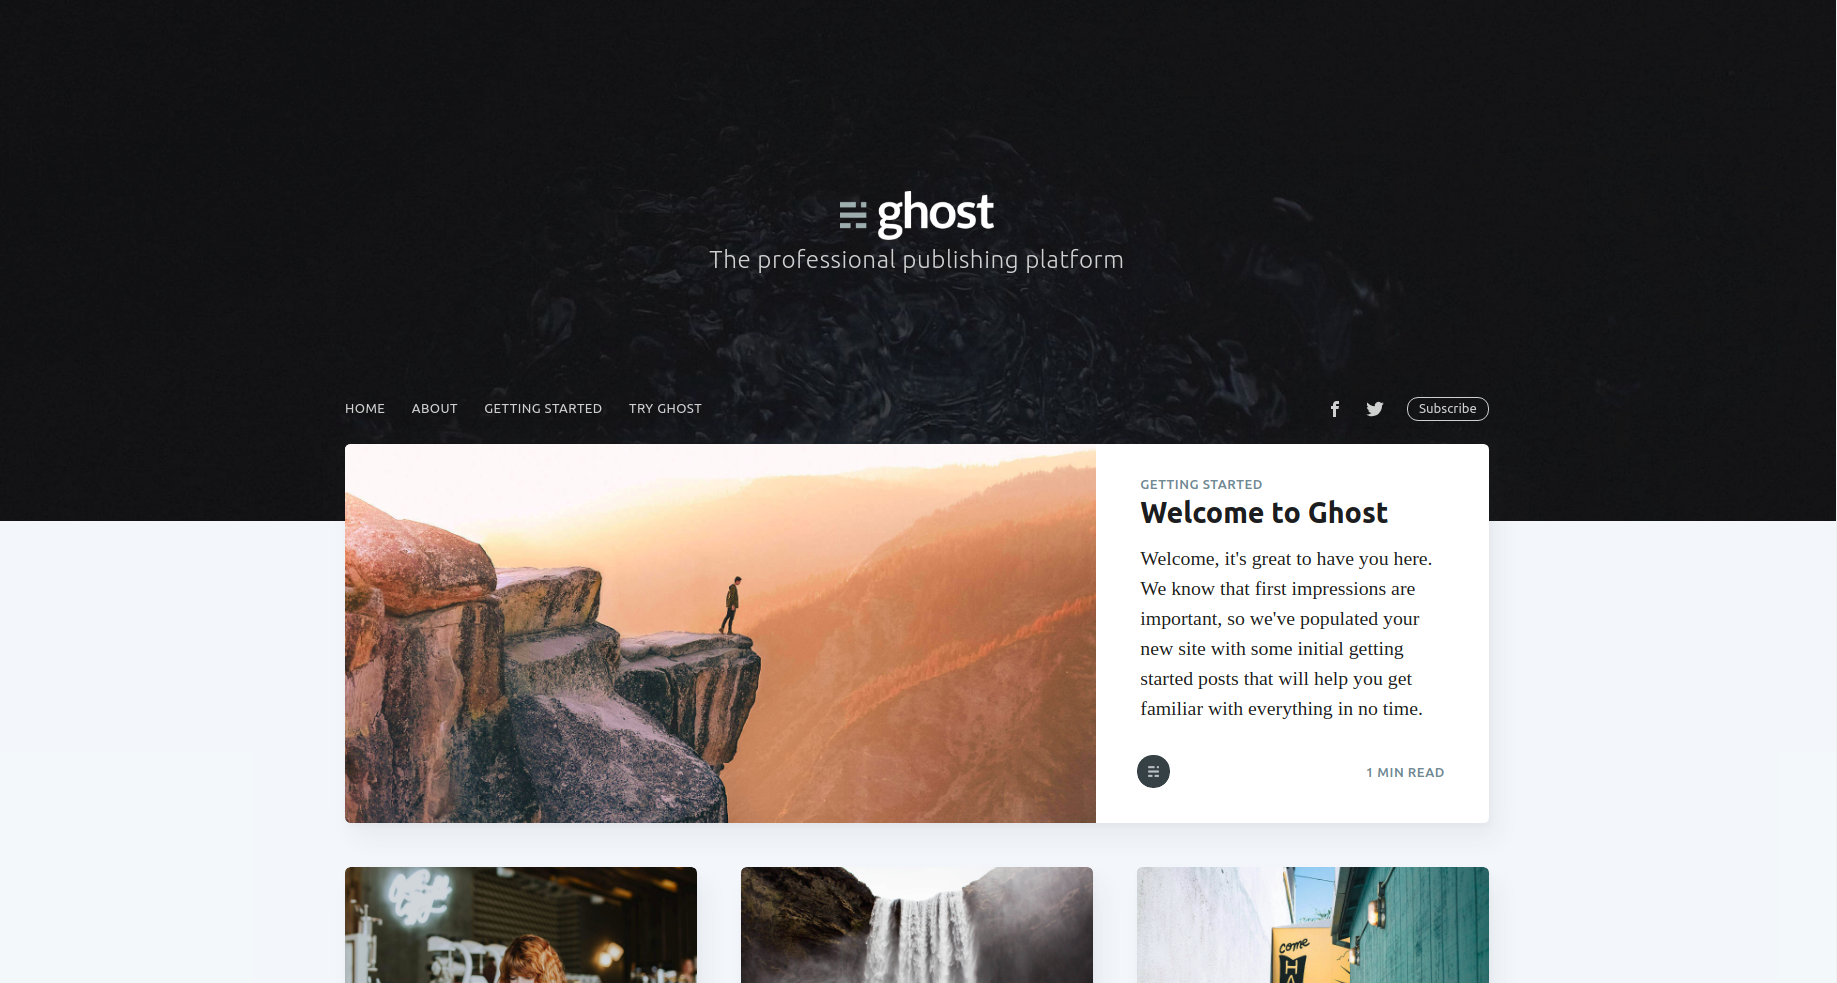 ghost
The professional publishing platform
HOME ABOUT GETTING STARTED TRY GHOST Subscribe
GETTING STARTED
Welcome to Ghost
Welcome, it's great to have you here.
We know that first impressions are
important, so we've populated your
new site with some initial getting
started posts that will help you get
familiar with everything in no time.
1 MIN READ
come